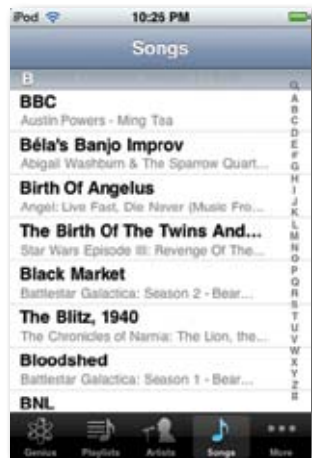 iPod 10:26 PM
Songs
B
BBC
Austin Powers - Ming Tea
Béla's Banjo Improv
Abigail Washburn & The Sparrow Quart...
Birth Of Angelus
Angel: Live Fast, Die Never (Music Fro...
The Birth Of The Twins And...
Star Wars Episode III: Revenge Of The...
Black Market
Battlestar Galactica: Season 2 - Bear...
The Blitz, 1940
The Chronicles of Narnia: The Lion, the...
Bloodshed
Battlestar Galactica: Season 1 - Bear...
BNL
A
B
C
D
E
F
G
H
I
J
K
L
M
N
O
P
Q
R
S
T
U
V
W
X
Y
Z
#
Genius Playlists Artists Songs More